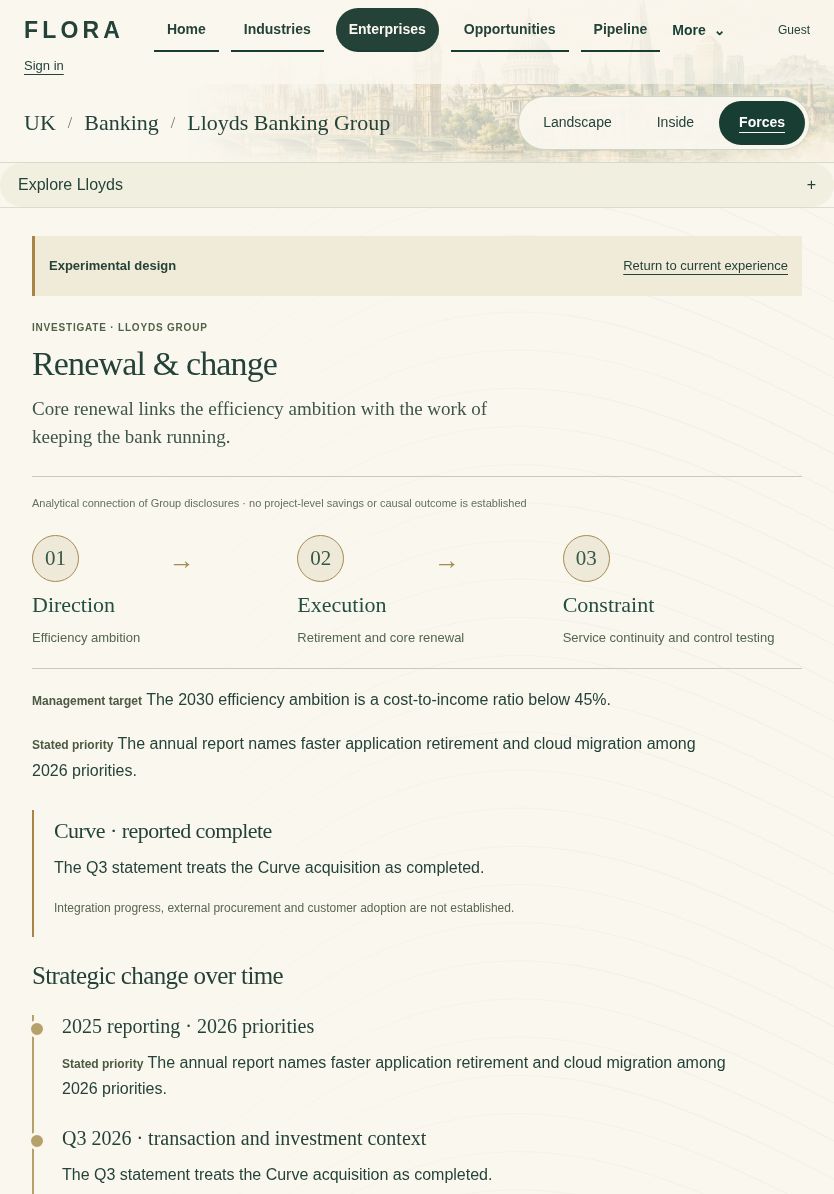 FLORA
Home
Industries
Enterprises
Opportunities
Pipeline
More
Guest
Sign in
UK / Banking / Lloyds Banking Group
Landscape
Inside
Forces
Explore Lloyds
+
Experimental design
Return to current experience
INVESTIGATE · LLOYDS GROUP
Renewal & change
Core renewal links the efficiency ambition with the work of
keeping the bank running.
Analytical connection of Group disclosures · no project-level savings or causal outcome is established
01 → 02 → 03
Direction
Efficiency ambition
Execution
Retirement and core renewal
Constraint
Service continuity and control testing
Management target The 2030 efficiency ambition is a cost-to-income ratio below 45%.
Stated priority The annual report names faster application retirement and cloud migration among
2026 priorities.
Curve · reported complete
The Q3 statement treats the Curve acquisition as completed.
Integration progress, external procurement and customer adoption are not established.
Strategic change over time
2025 reporting · 2026 priorities
Stated priority The annual report names faster application retirement and cloud migration among
2026 priorities.
Q3 2026 · transaction and investment context
The Q3 statement treats the Curve acquisition as completed.